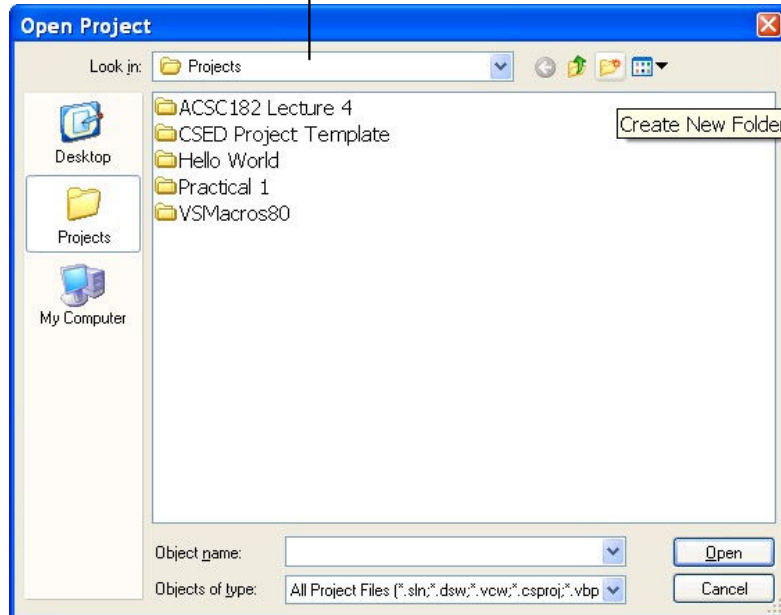 Open Project
Look in: Projects
ACSC182 Lecture 4
CSED Project Template
Hello World
Practical 1
VSMacros80
Create New Folder
Desktop
Projects
My Computer
Object name:
Open
Objects of type: All Project Files (*.sln;*.dsw;*.vcw;*.csproj;*.vbp
Cancel